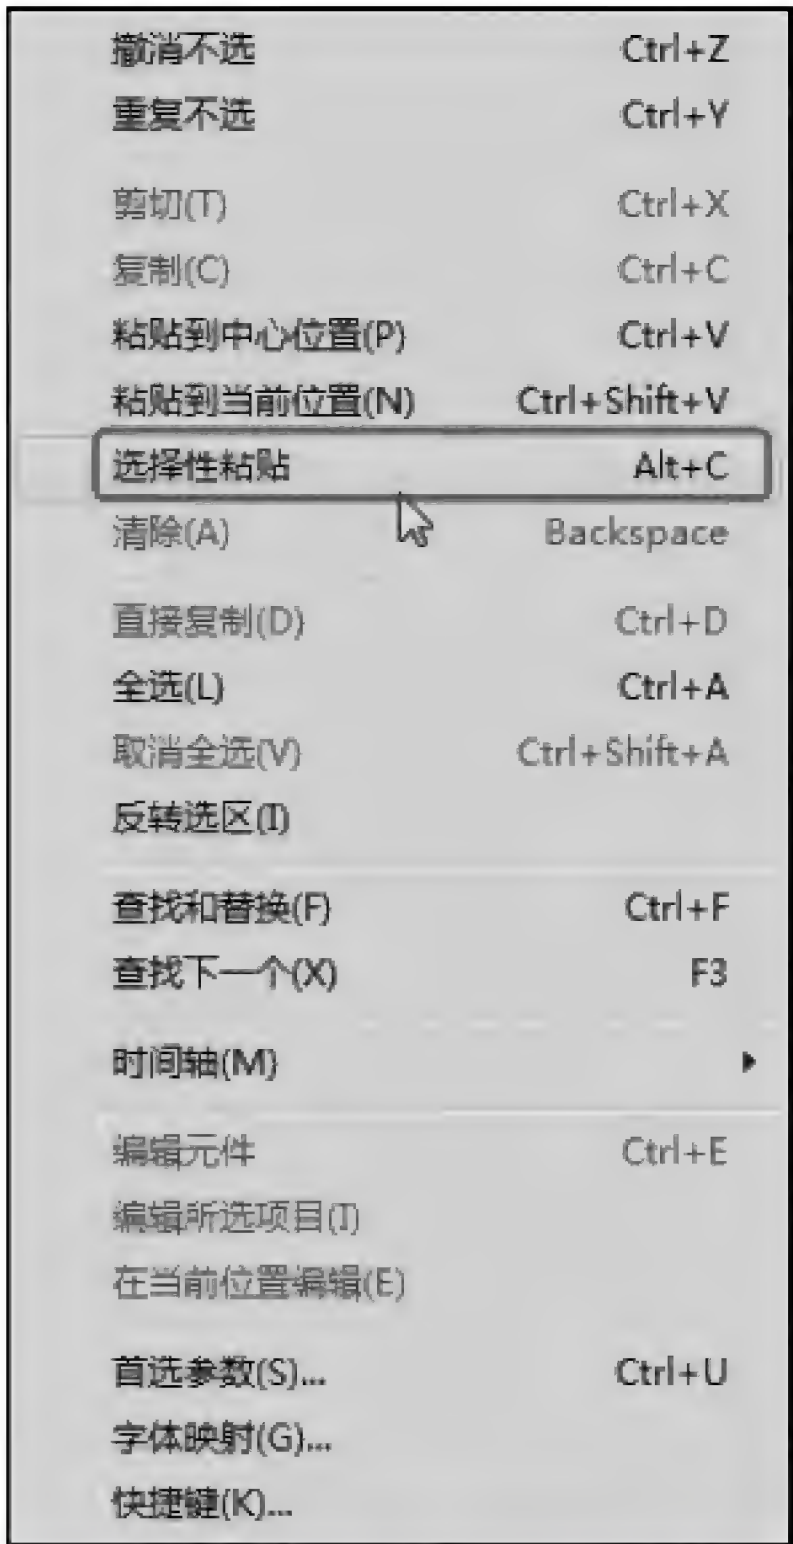 撤消不选 Ctrl+Z
重复不选 Ctrl+Y
剪切(T) Ctrl+X
复制(C) Ctrl+C
粘贴到中心位置(P) Ctrl+V
粘贴到当前位置(N) Ctrl+Shift+V
选择性粘贴 Alt+C
清除(A) Backspace
直接复制(D) Ctrl+D
全选(L) Ctrl+A
取消全选(V) Ctrl+Shift+A
反转选区(I)
查找和替换(F) Ctrl+F
查找下一个(X) F3
时间轴(M)
编辑元件 Ctrl+E
编辑所选项目(I)
在当前位置编辑(E)
首选参数(S)... Ctrl+U
字体映射(G)...
快捷键(K)...